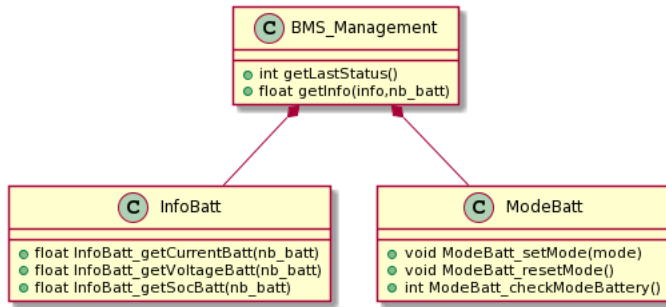 C BMS_Management
int getLastStatus()
float getInfo(info,nb_batt)
C InfoBatt
float InfoBatt_getCurrentBatt(nb_batt)
float InfoBatt_getVoltageBatt(nb_batt)
float InfoBatt_getSocBatt(nb_batt)
C ModeBatt
void ModeBatt_setMode(mode)
void ModeBatt_resetMode()
int ModeBatt_checkModeBattery()